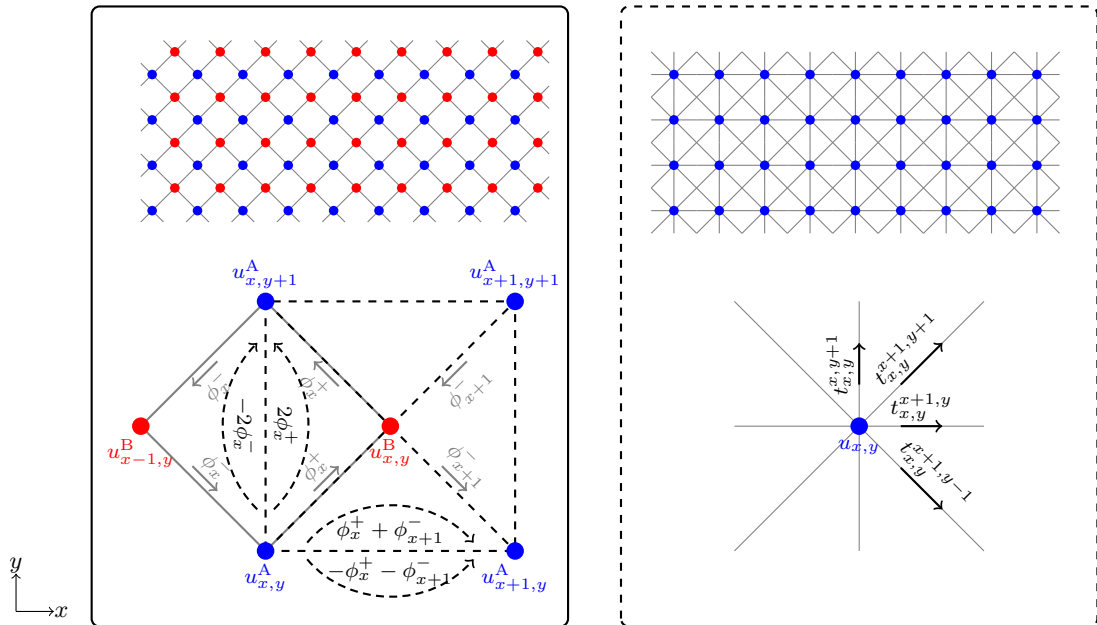 u^A_{x,y+1}
u^A_{x+1,y+1}
ϕ^-_x
ϕ^+_x
ϕ^-_{x+1}
−2ϕ^-_x
2ϕ^+_x
u^B_{x−1,y}
u^B_{x,y}
ϕ^-_x
ϕ^+_x
ϕ^-_{x+1}
ϕ^+_x + ϕ^-_{x+1}
−ϕ^+_x − ϕ^-_{x+1}
u^A_{x,y}
u^A_{x+1,y}
y
x
t^{x,y+1}_{x,y}
t^{x+1,y+1}_{x,y}
t^{x+1,y}_{x,y}
u_{x,y}
t^{x+1,y−1}_{x,y}